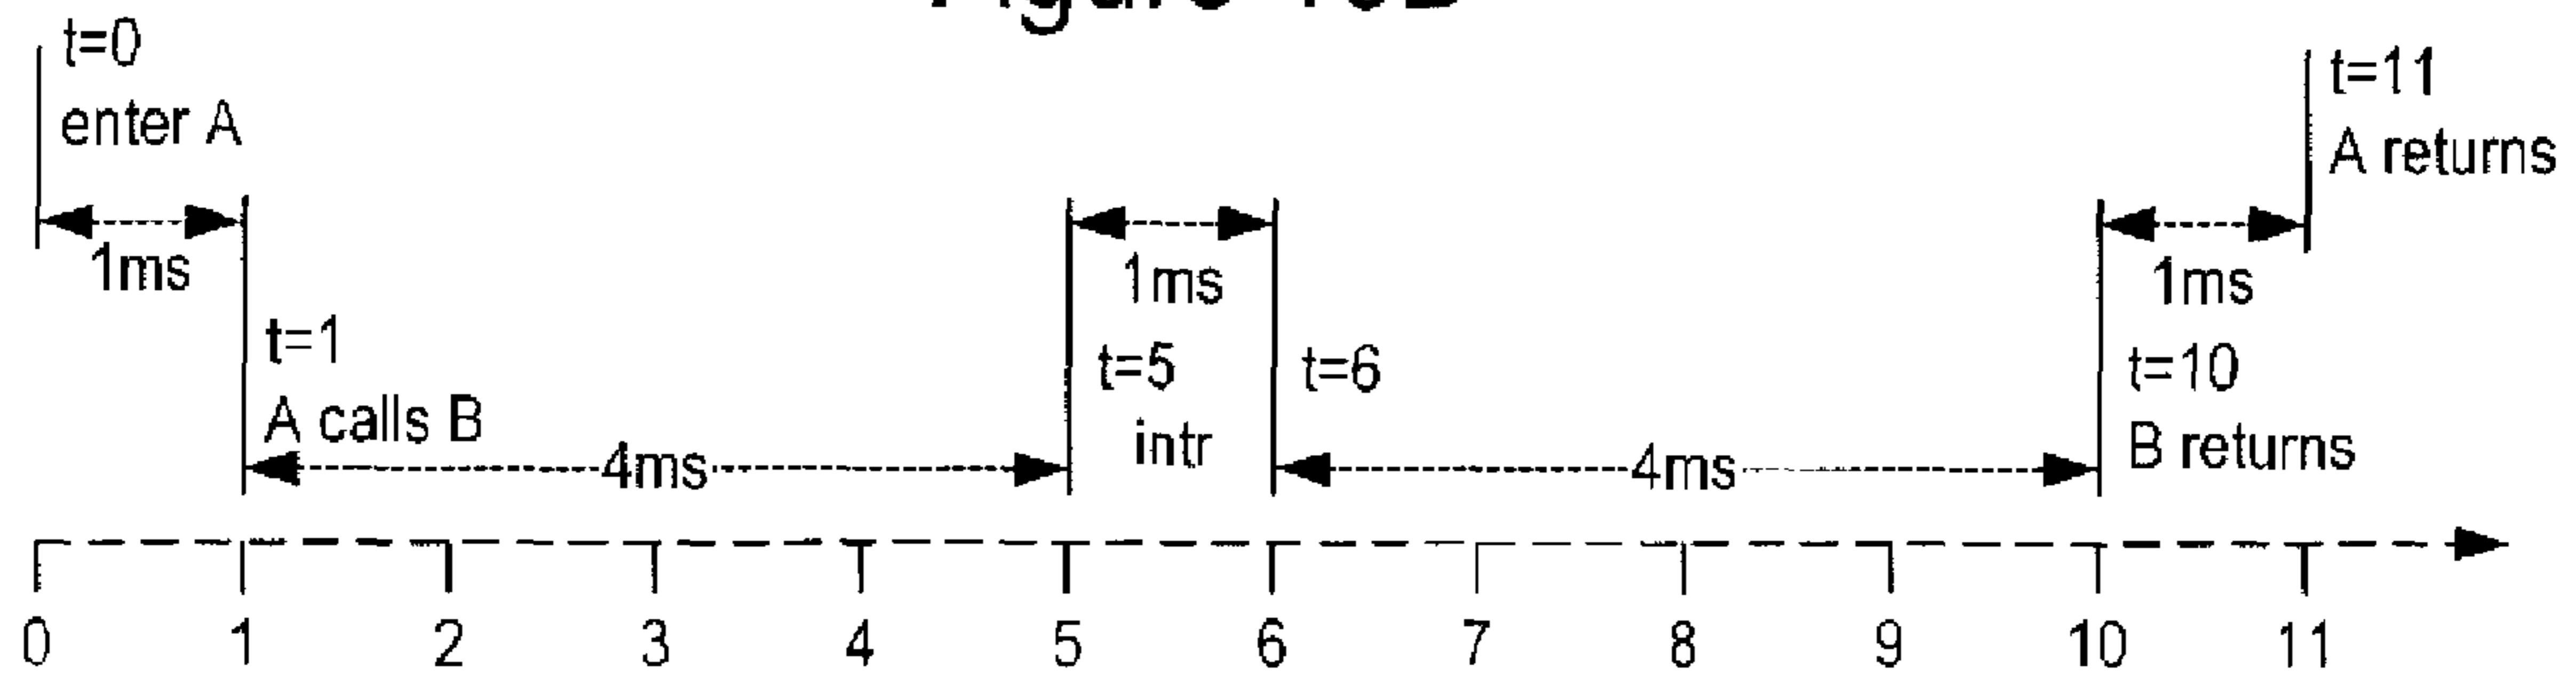 t=0
enter A
1ms
t=1
A calls B
4ms
1ms
t=5
intr
t=6
4ms
t=11
A returns
1ms
t=10
B returns
0 1 2 3 4 5 6 7 8 9 10 11